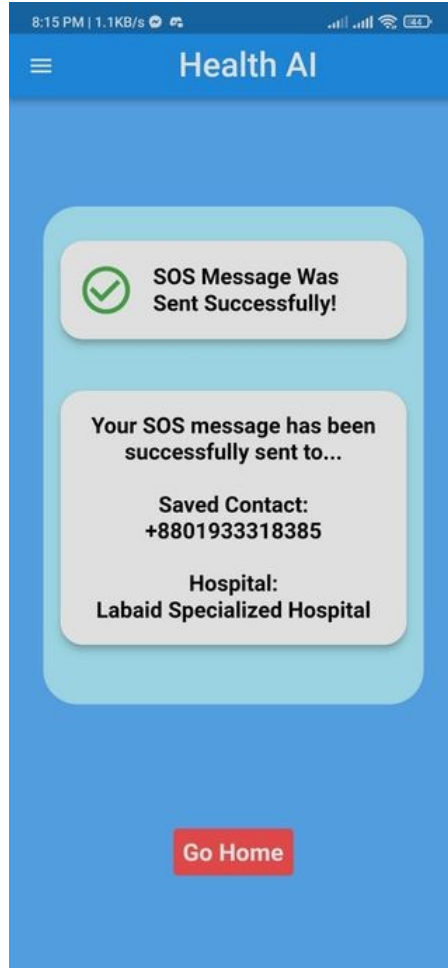 8:15 PM | 1.1KB/s
44
Health AI
SOS Message Was
Sent Successfully!
Your SOS message has been
successfully sent to...
Saved Contact:
+8801933318385
Hospital:
Labaid Specialized Hospital
Go Home